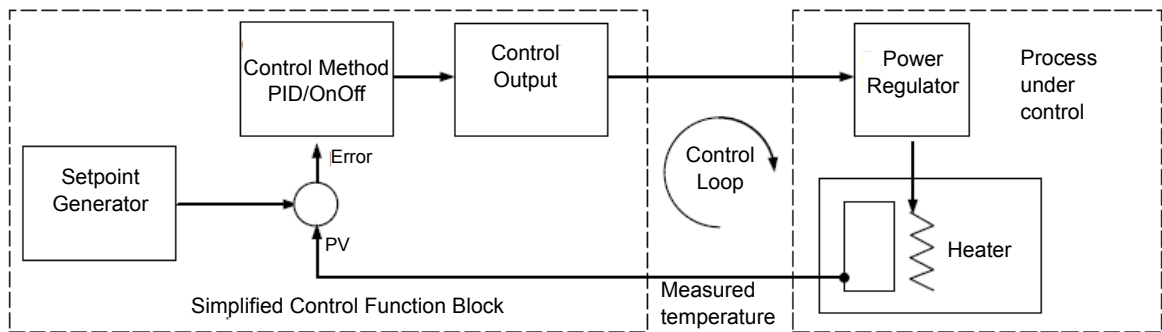 Control Method
PID/OnOff
Control
Output
Power
Regulator
Process
under
control
Error
Control
Loop
Setpoint
Generator
PV
Heater
Simplified Control Function Block
Measured
temperature